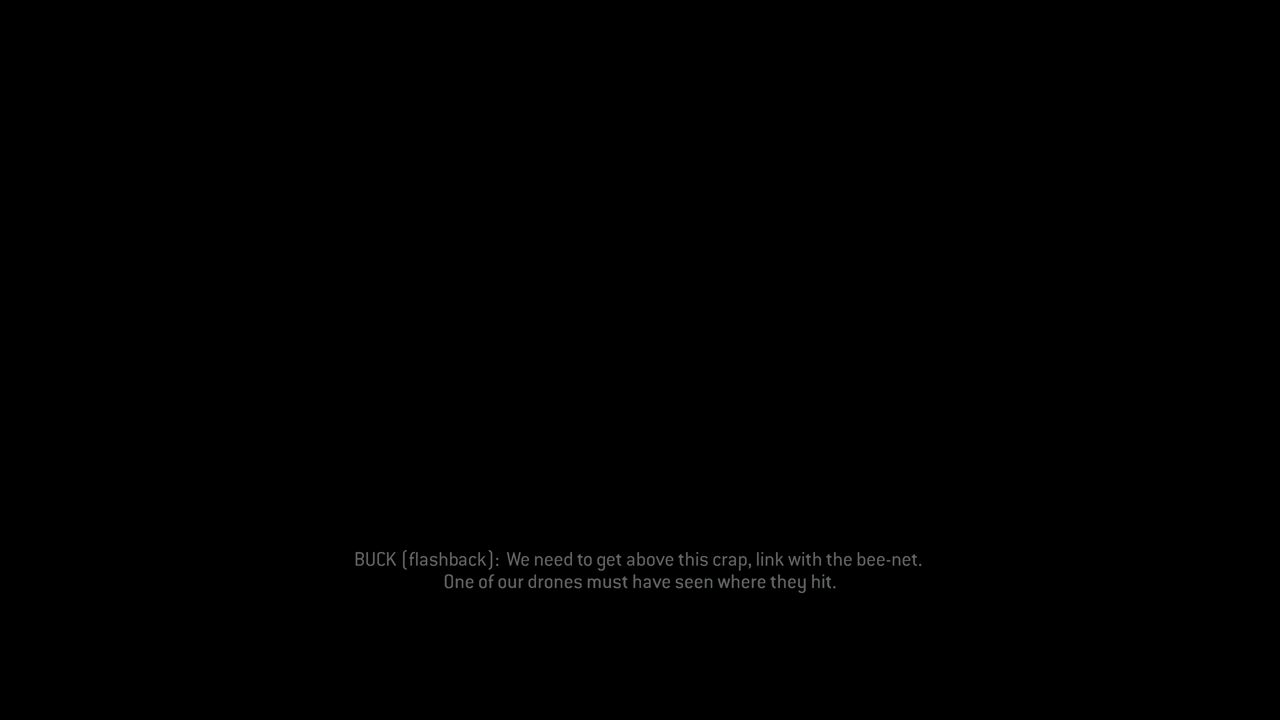 BUCK (flashback): We need to get above this crap, link with the bee-net.
One of our drones must have seen where they hit.